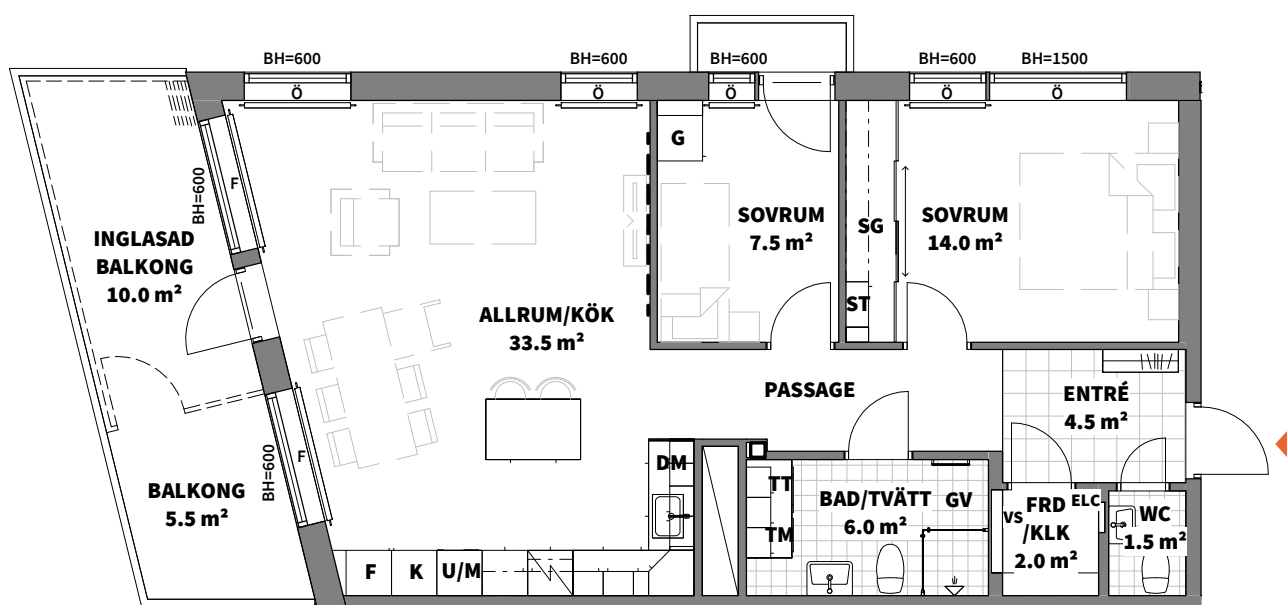 BH=600
BH=600
BH=600
BH=600
BH=1500
Ö
Ö
Ö
Ö
Ö
G
F
BH=600
INGLASAD
BALKONG
10.0 m²
SOVRUM
7.5 m²
SG
SOVRUM
14.0 m²
ST
ALLRUM/KÖK
33.5 m²
PASSAGE
ENTRÉ
4.5 m²
F
BH=600
BALKONG
5.5 m²
DM
TT
TM
BAD/TVÄTT
6.0 m²
GV
VS
FRD
/KLK
2.0 m²
ELC
WC
1.5 m²
F
K
U/M